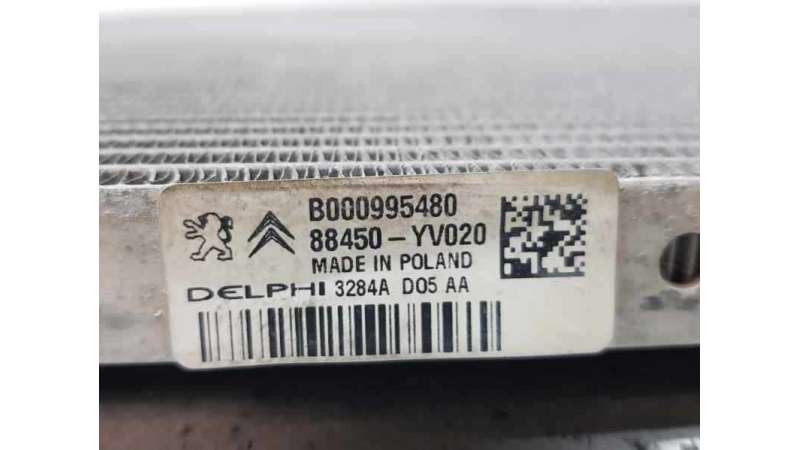 B000995480
88450-YV020
MADE IN POLAND
DELPHI 3284A D05 AA